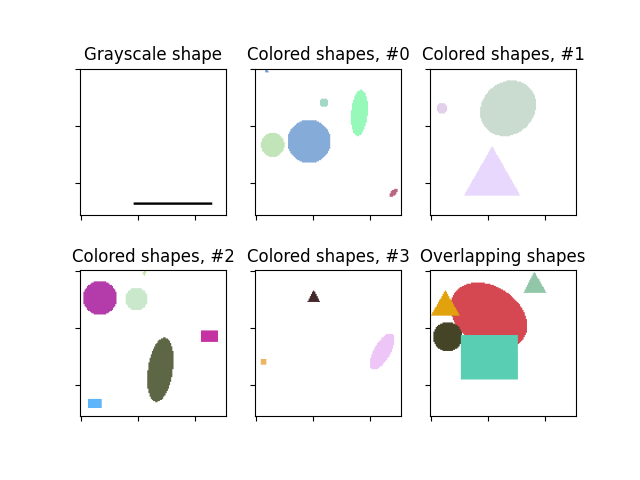 Grayscale shape
Colored shapes, #0
Colored shapes, #1
Colored shapes, #2
Colored shapes, #3
Overlapping shapes